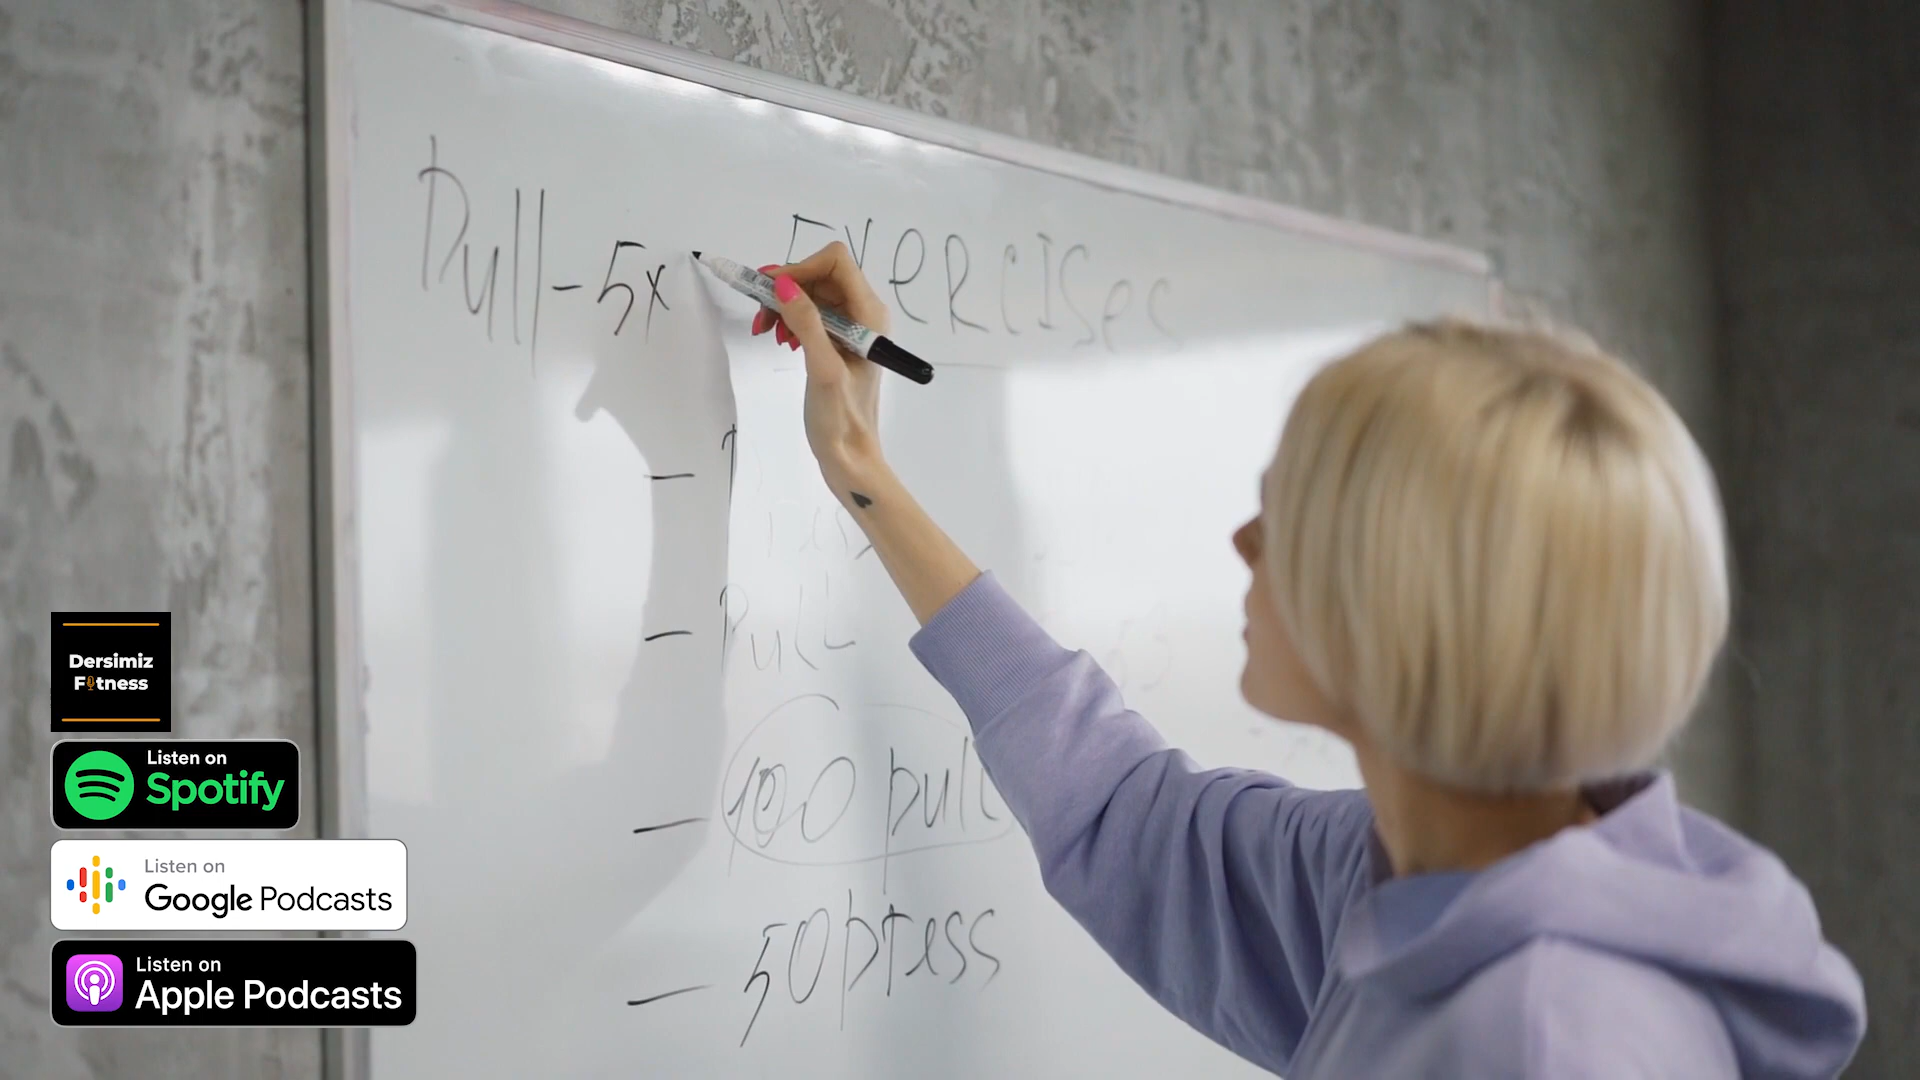 Pull-5x
Exercises
Pull
100 pull
50 press
Dersimiz
Fitness
Listen on
Spotify
Listen on
Google Podcasts
Listen on
Apple Podcasts